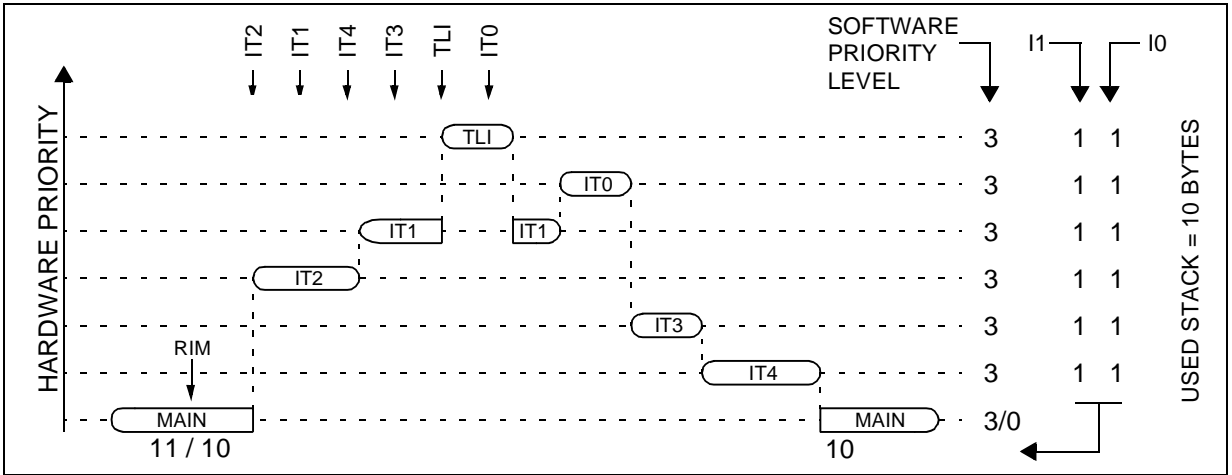 IT2
IT1
IT4
IT3
TLI
IT0
SOFTWARE
PRIORITY
LEVEL
I1
I0
HARDWARE PRIORITY
USED STACK = 10 BYTES
TLI
3
1 1
IT0
3
1 1
IT1
IT1
3
1 1
IT2
3
1 1
IT3
3
1 1
RIM
IT4
3
1 1
MAIN
MAIN
3/0
11 / 10
10